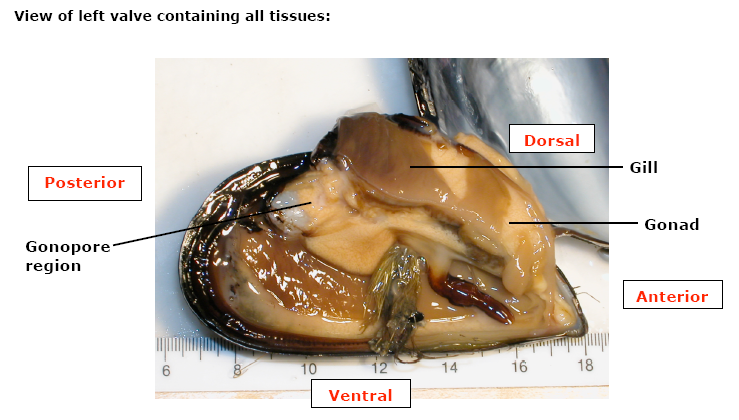 View of left valve containing all tissues:
Dorsal
Gill
Posterior
Gonad
Gonopore
region
Anterior
6 8 10 12 14 16 18
Ventral